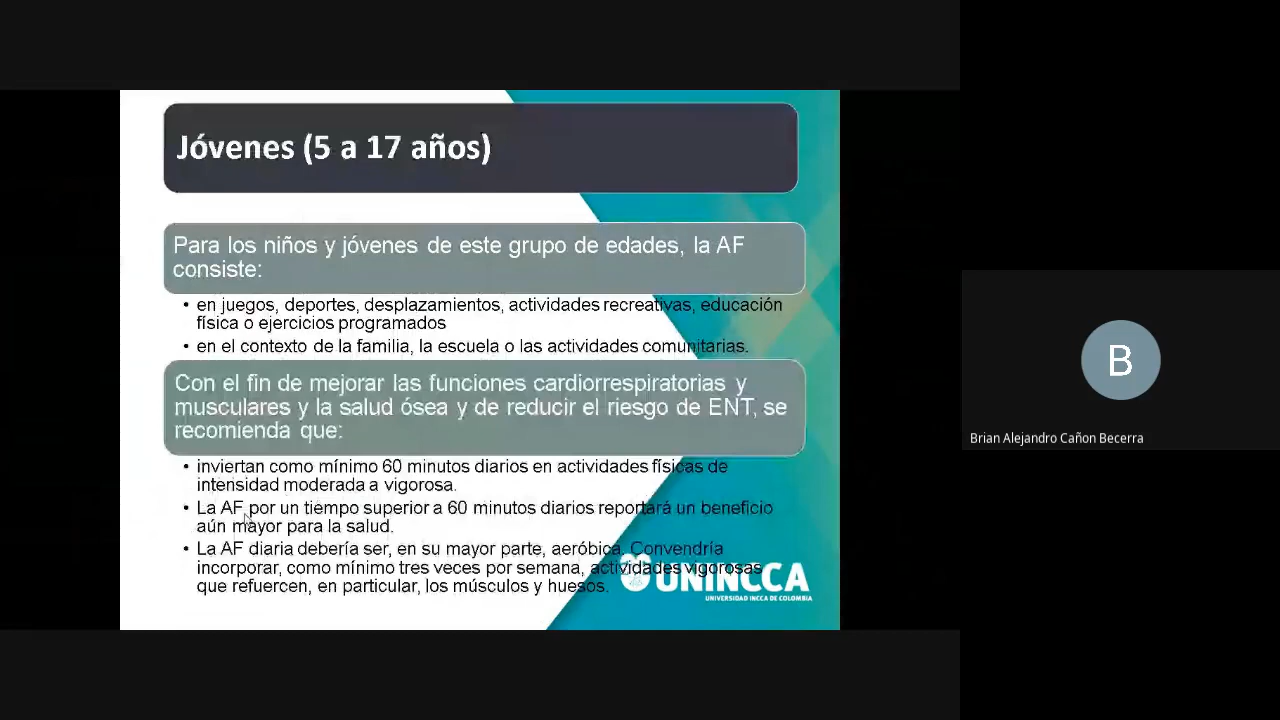 Jóvenes (5 a 17 años)
Para los niños y jóvenes de este grupo de edades, la AF
consiste:
• en juegos, deportes, desplazamientos, actividades recreativas, educación
física o ejercicios programados
• en el contexto de la familia, la escuela o las actividades comunitarias.
Con el fin de mejorar las funciones cardiorrespiratorias y
musculares y la salud ósea y de reducir el riesgo de ENT, se
recomienda que:
• inviertan como mínimo 60 minutos diarios en actividades físicas de
intensidad moderada a vigorosa.
• La AF por un tiempo superior a 60 minutos diarios reportará un beneficio
aún mayor para la salud.
• La AF diaria debería ser, en su mayor parte, aeróbica. Convendría
incorporar, como mínimo tres veces por semana, actividades vigorosas
que refuercen, en particular, los músculos y huesos.
UNINCCA
UNIVERSIDAD INCCA DE COLOMBIA
B
Brian Alejandro Cañon Becerra